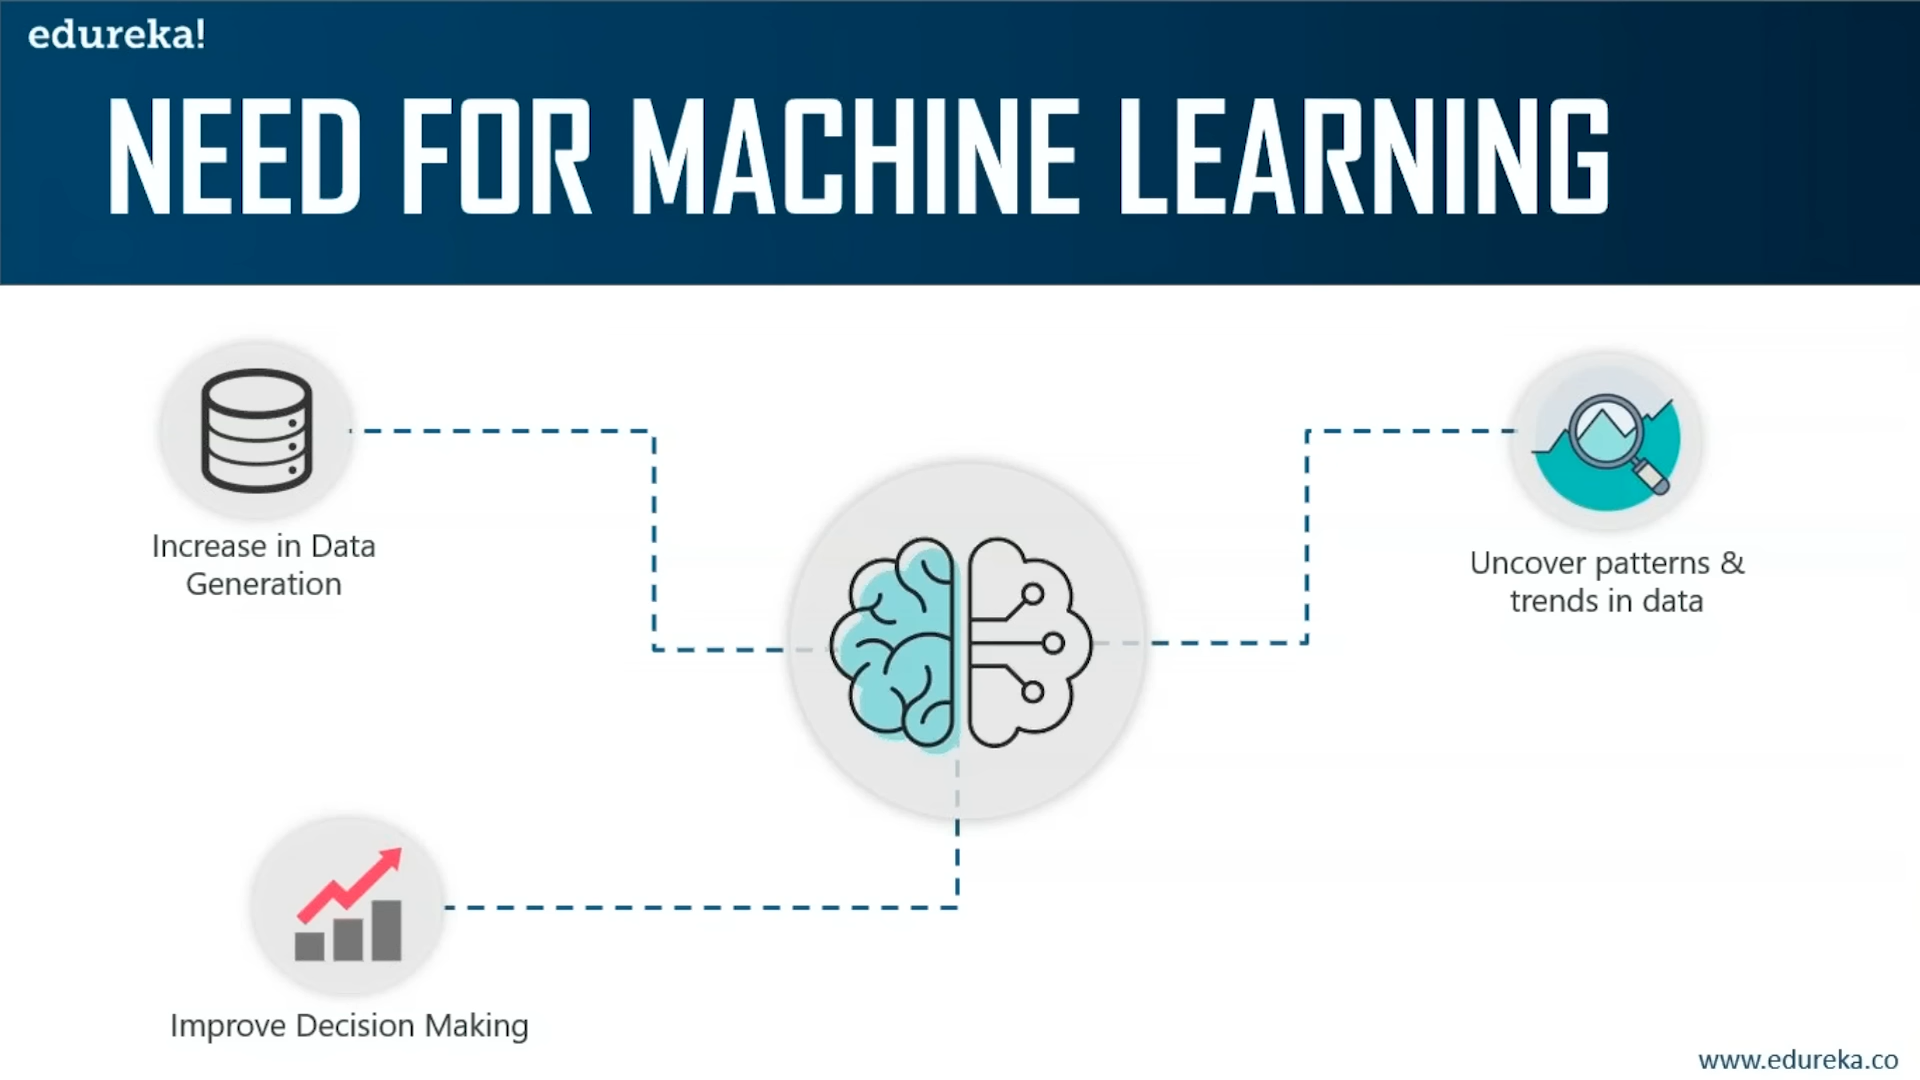 edureka!
NEED FOR MACHINE LEARNING
Increase in Data
Generation
Uncover patterns &
trends in data
Improve Decision Making
www.edureka.co